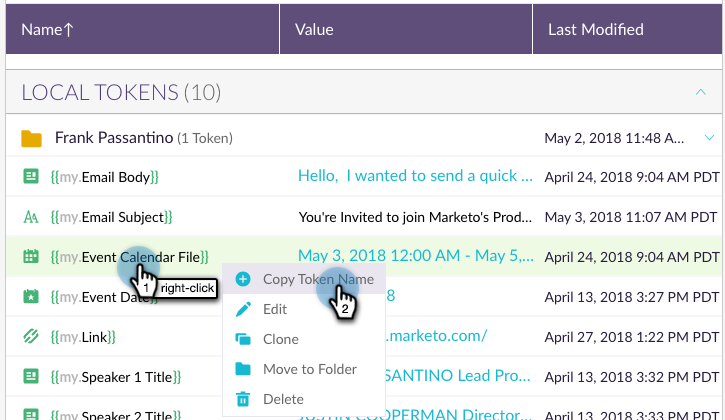 Name↑ Value Last Modified
LOCAL TOKENS (10)
Frank Passantino (1 Token) May 2, 2018 11:48 A...
{{my.Email Body}} Hello, I wanted to send a quick ... April 24, 2018 9:04 AM PDT
{{my.Email Subject}} You're Invited to join Marketo's Prod... May 3, 2018 11:07 AM PDT
{{my.Event Calendar File}} May 3, 2018 12:00 AM - May 5,... April 24, 2018 9:04 AM PDT
Copy Token Name
1 right-click
{{my.Event Date 8 April 13, 2018 3:27 PM PDT
2
Edit
{{my.Link}} .marketo.com/ April 27, 2018 1:22 PM PDT
Clone
Move to Folder
{{my.Speaker 1 Title}} SANTINO Lead Pro... April 13, 2018 3:32 PM PDT
Delete
{{my.Speaker 2 Title}} JUSTIN COOPERMAN Director... April 13, 2018 3:33 PM PDT